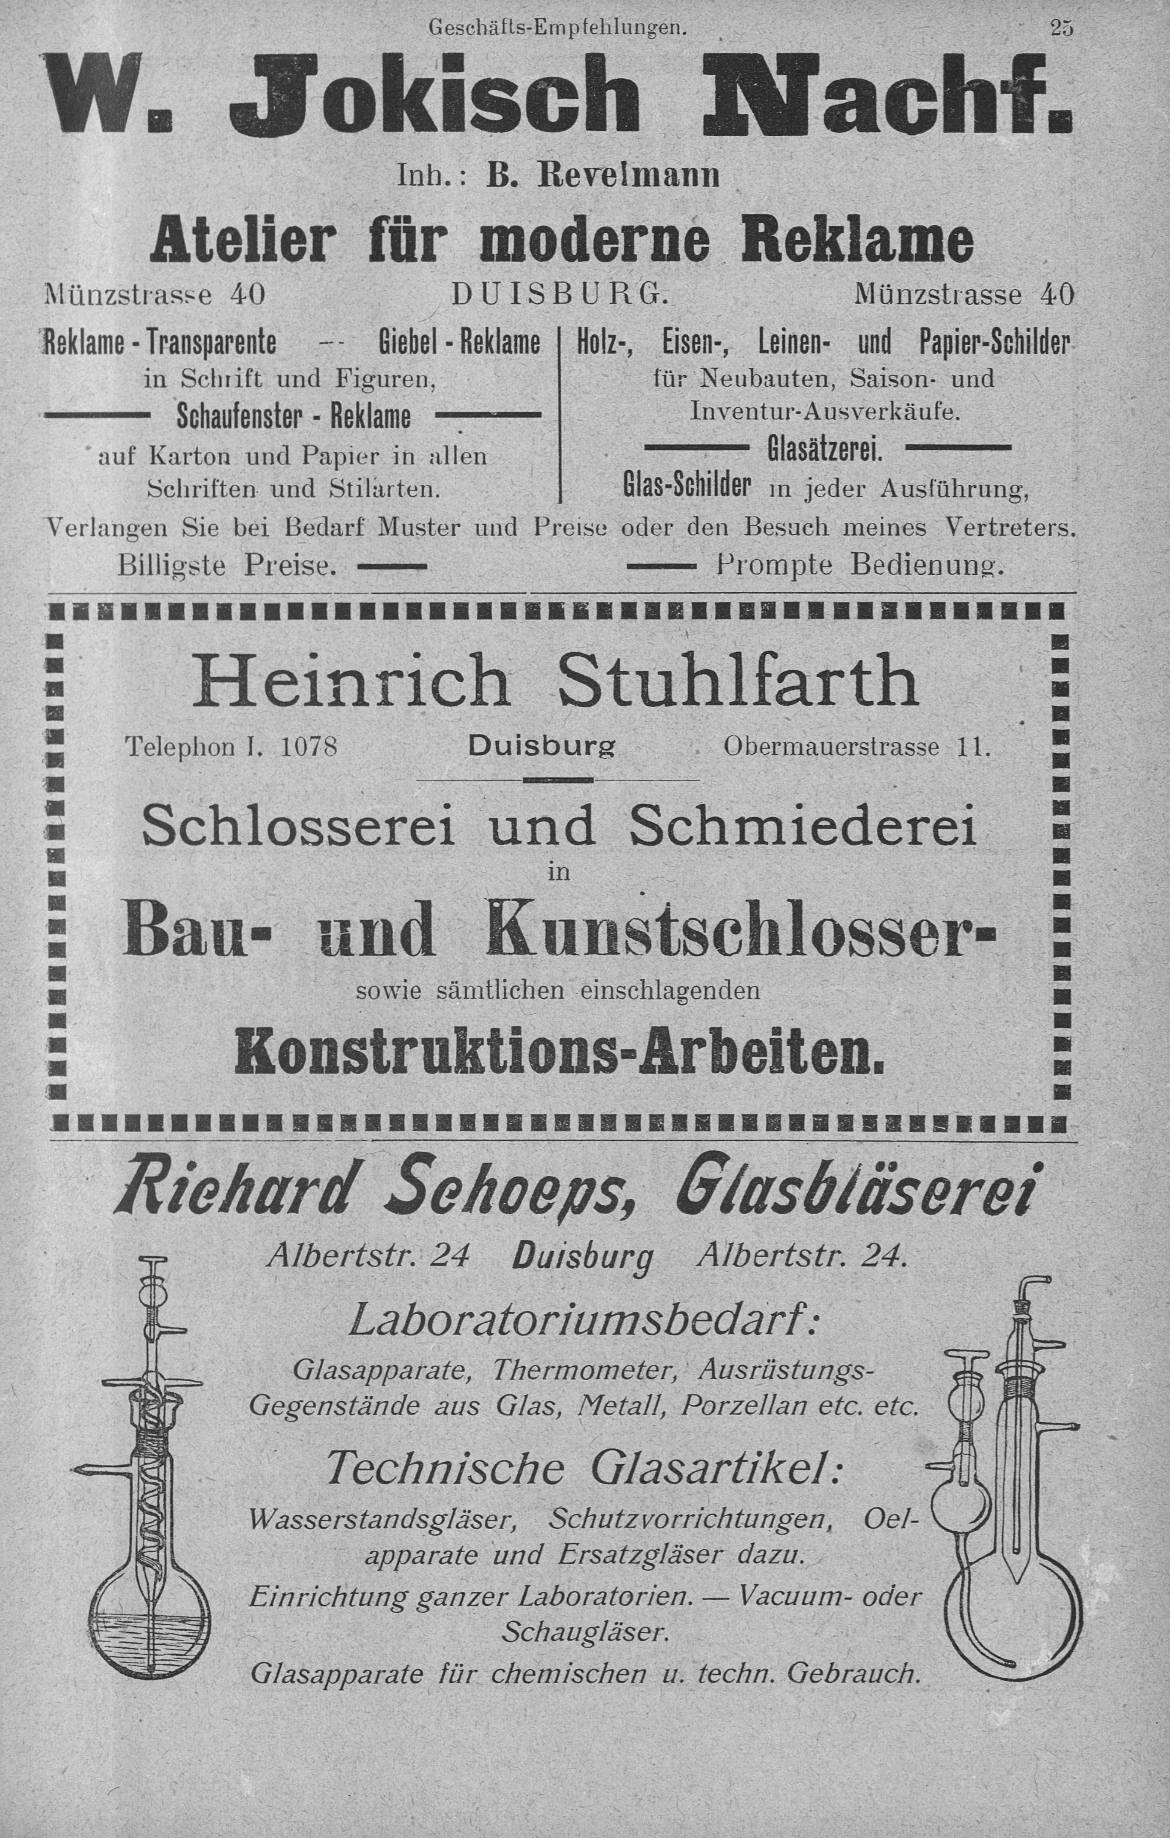 Geschäfts-Empfehlungen. 25
W. Jokisch Nachf.
Inh.: B. Revelmann
Atelier für moderne Reklame
Münzstrasse 40 DUISBURG. Münzstrasse 40
Reklame - Transparente -- Giebel - Reklame
in Schrift und Figuren,
Schaufenster - Reklame
auf Karton und Papier in allen
Schriften und Stilarten.
Holz-, Eisen-, Leinen- und Papier-Schilder
für Neubauten, Saison- und
Inventur-Ausverkäufe.
Glasätzerei.
Glas-Schilder in jeder Ausführung,
Verlangen Sie bei Bedarf Muster und Preise oder den Besuch meines Vertreters.
Billigste Preise. — — Prompte Bedienung.
Heinrich Stuhlfarth
Telephon I. 1078 Duisburg Obermauerstrasse 11.
Schlosserei und Schmiederei
in
Bau- und Kunstschlosser-
sowie sämtlichen einschlagenden
Konstruktions-Arbeiten.
Richard Schoeps, Glasbläserei
Albertstr. 24 Duisburg Albertstr. 24.
Laboratoriumsbedarf:
Glasapparate, Thermometer, Ausrüstungs-
Gegenstände aus Glas, Metall, Porzellan etc. etc.
Technische Glasartikel:
Wasserstandsgläser, Schutzvorrichtungen, Oel-
apparate und Ersatzgläser dazu.
Einrichtung ganzer Laboratorien. — Vacuum- oder
Schaugläser.
Glasapparate für chemischen u. techn. Gebrauch.